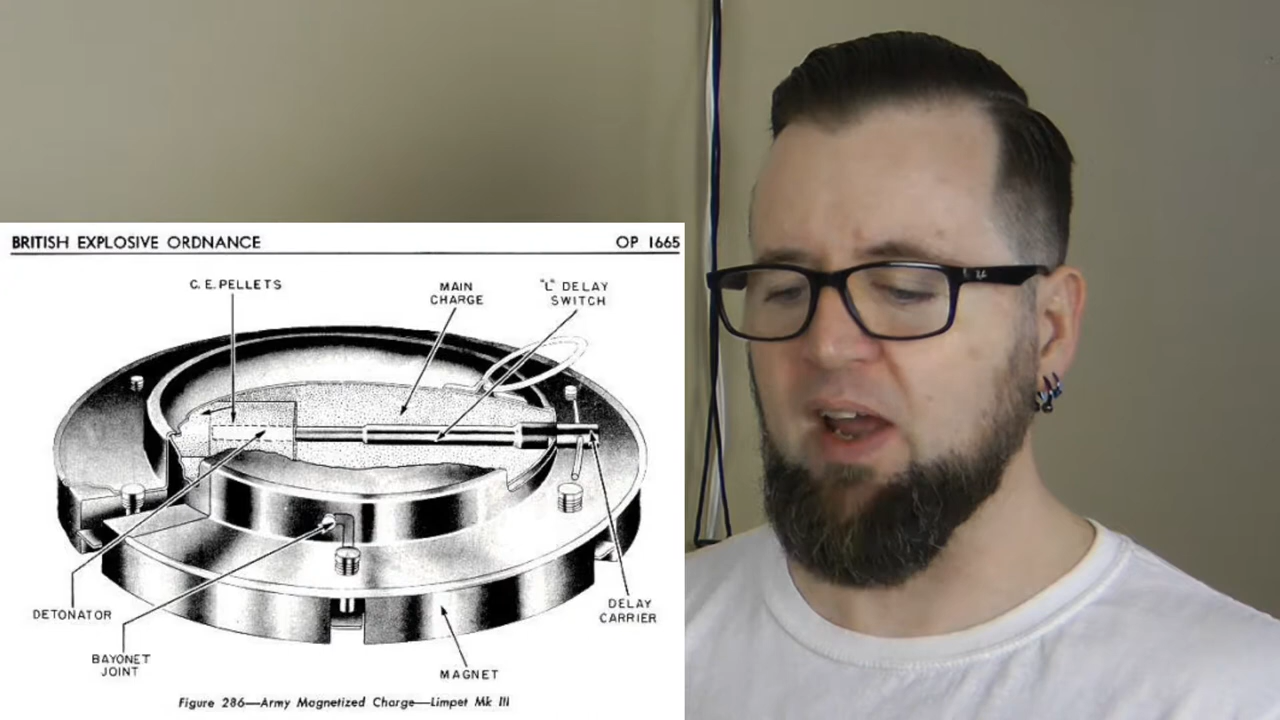 BRITISH EXPLOSIVE ORDNANCE OP 1665
C.E. PELLETS
MAIN
CHARGE
"L" DELAY
SWITCH
DETONATOR
BAYONET
JOINT
MAGNET
DELAY
CARRIER
Figure 286—Army Magnetized Charge—Limpet Mk III